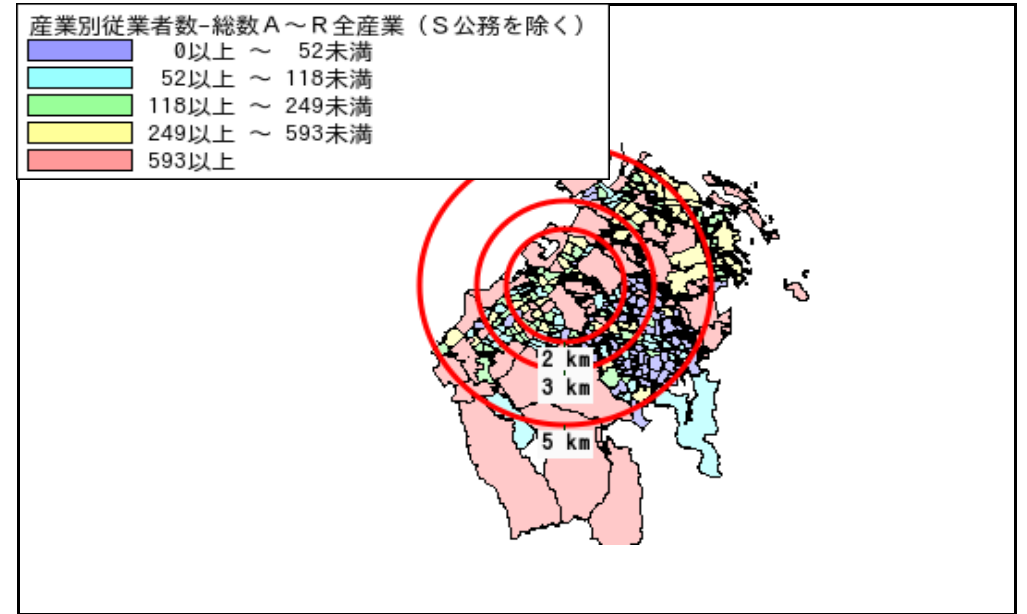 産業別従業者数−総数A～R全産業（S公務を除く）
0以上 ～ 52未満
52以上 ～ 118未満
118以上 ～ 249未満
249以上 ～ 593未満
593以上
2 km
3 km
5 km